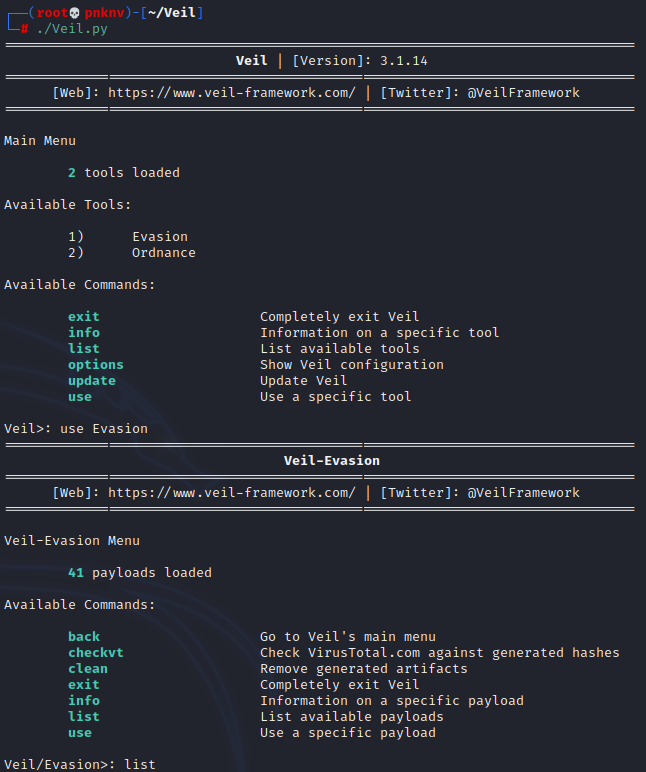 (root💀pnknv)-[~/Veil]
# ./Veil.py
Veil | [Version]: 3.1.14
[Web]: https://www.veil-framework.com/ | [Twitter]: @VeilFramework
Main Menu
2 tools loaded
Available Tools:
1) Evasion
2) Ordnance
Available Commands:
exit Completely exit Veil
info Information on a specific tool
list List available tools
options Show Veil configuration
update Update Veil
use Use a specific tool
Veil>: use Evasion
Veil-Evasion
[Web]: https://www.veil-framework.com/ | [Twitter]: @VeilFramework
Veil-Evasion Menu
41 payloads loaded
Available Commands:
back Go to Veil's main menu
checkvt Check VirusTotal.com against generated hashes
clean Remove generated artifacts
exit Completely exit Veil
info Information on a specific payload
list List available payloads
use Use a specific payload
Veil/Evasion>: list